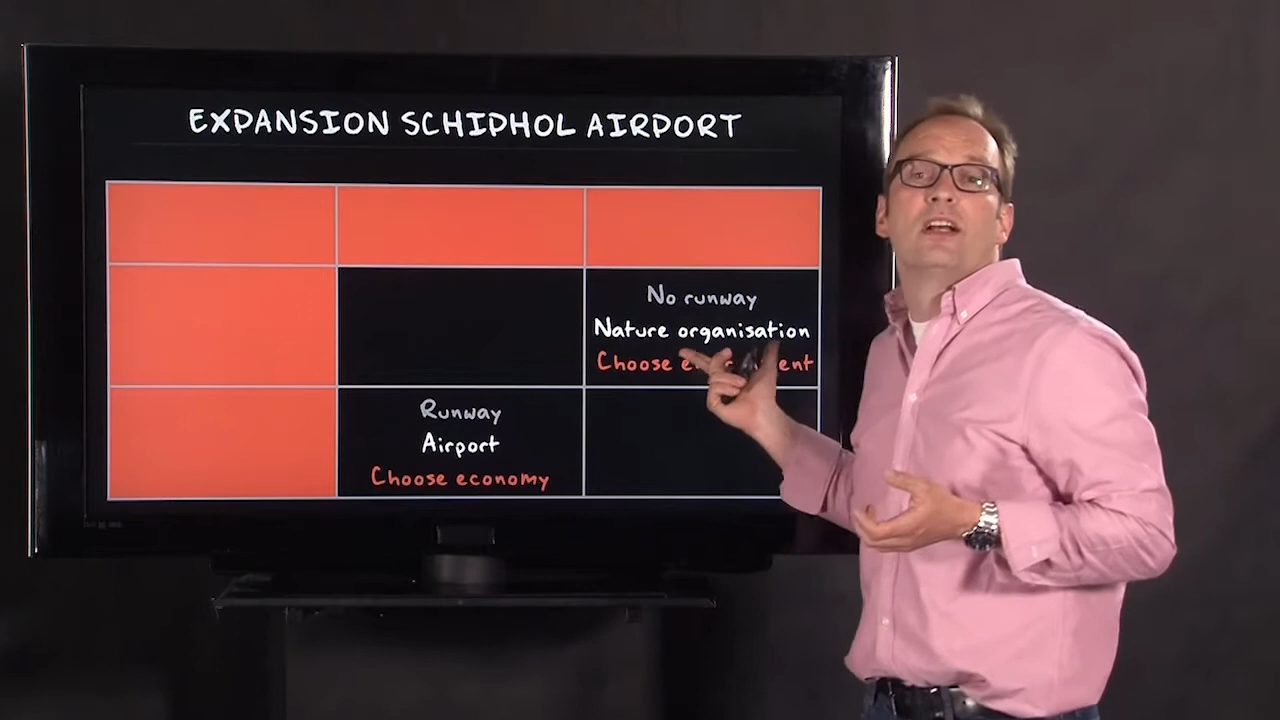 EXPANSION SCHIPHOL AIRPORT
No runway
Nature organisation
Choose
Runway
Airport
Choose economy